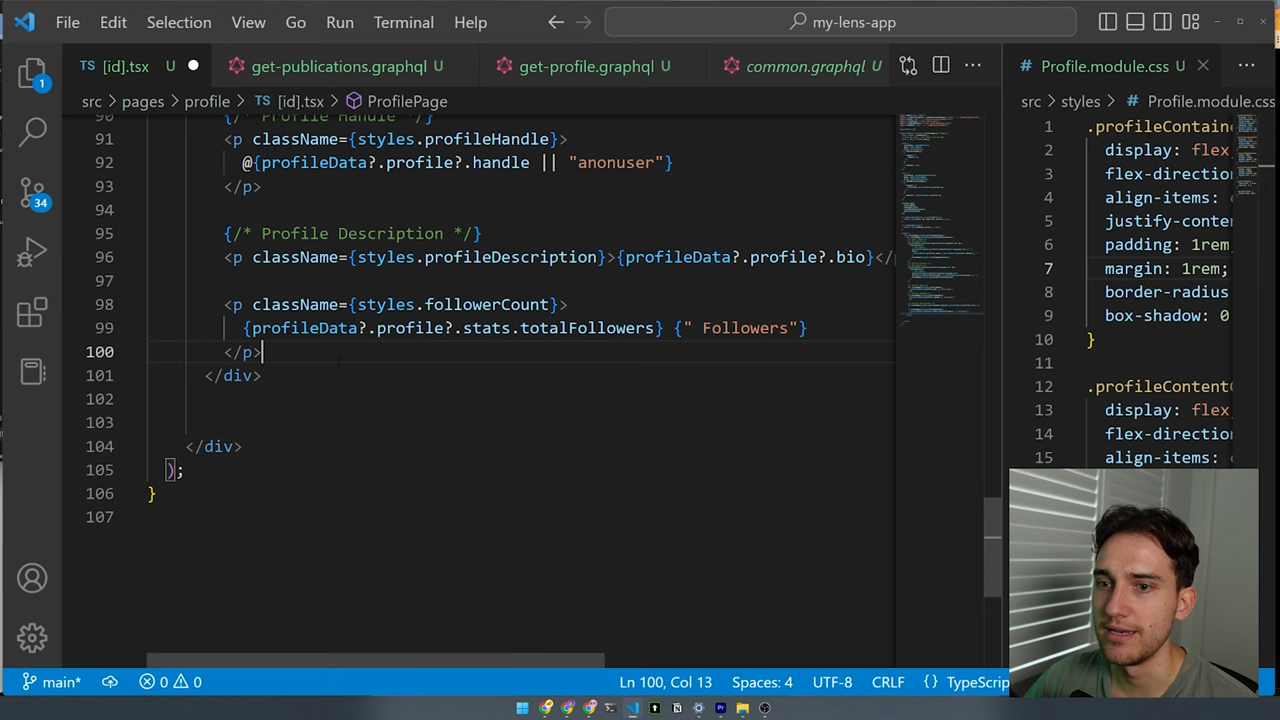 File Edit Selection View Go Run Terminal Help my-lens-app
[id].tsx U get-publications.graphql U get-profile.graphql U common.graphql U
src > pages > profile > [id].tsx > ProfilePage
90 {/* Profile Handle */}
91 <p className={styles.profileHandle}>
92 @{profileData?.profile?.handle || "anonuser"}
93 </p>
94
95 {/* Profile Description */}
96 <p className={styles.profileDescription}>{profileData?.profile?.bio}</
97
98 <p className={styles.followerCount}>
99 {profileData?.profile?.stats.totalFollowers} {" Followers"}
100 </p>
101 </div>
102
103
104 </div>
105 );
106 }
107
# Profile.module.css U
src > styles > # Profile.module.css
1 .profileContain
2 display: flex
3 flex-direction
4 align-items:
5 justify-conte
6 padding: 1rem
7 margin: 1rem;
8 border-radius
9 box-shadow: 0
10 }
11
12 .profileContent
13 display: flex
14 flex-direction
15 align-items:
1
34
main* 0 0 Ln 100, Col 13 Spaces: 4 UTF-8 CRLF {} TypeScrip